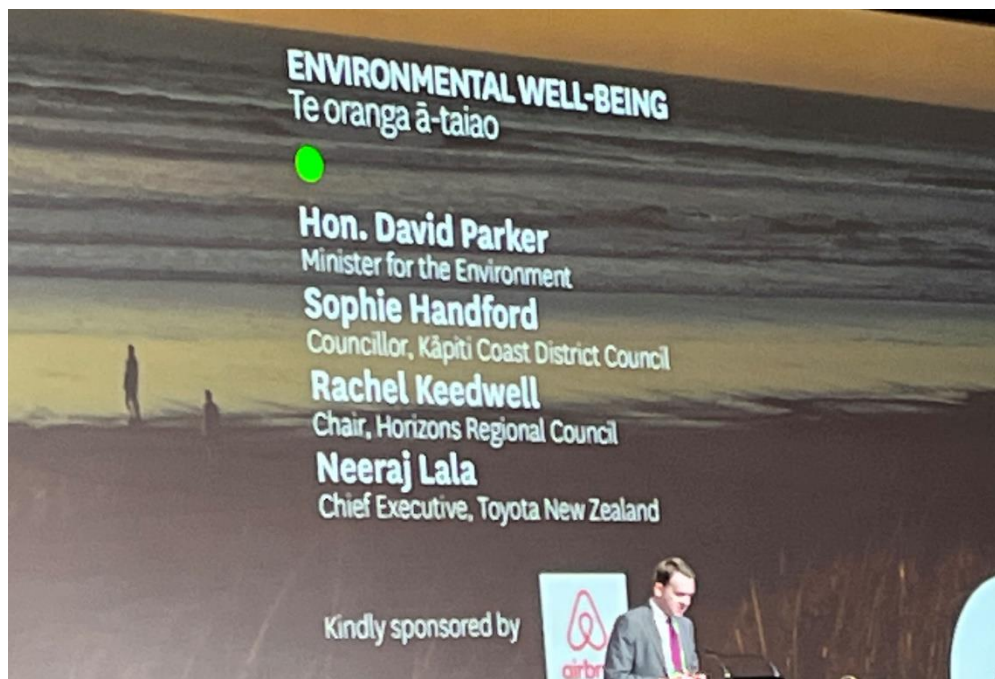 ENVIRONMENTAL WELL-BEING
Te oranga ā-taiao
Hon. David Parker
Minister for the Environment
Sophie Handford
Councillor, Kāpiti Coast District Council
Rachel Keedwell
Chair, Horizons Regional Council
Neeraj Lala
Chief Executive, Toyota New Zealand
Kindly sponsored by